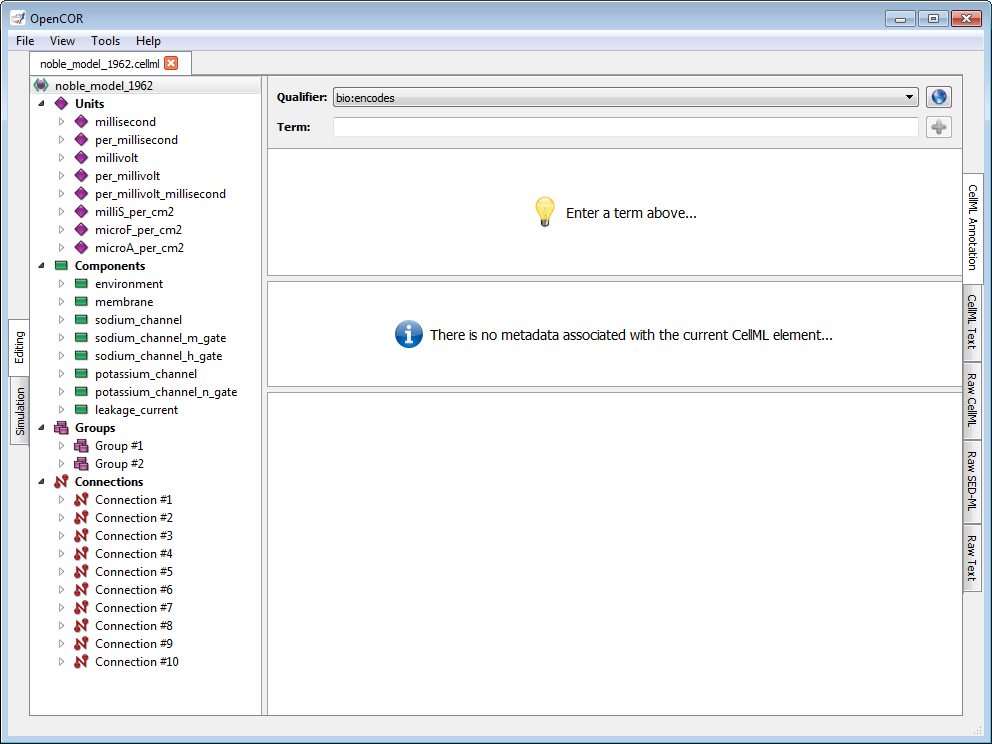 OpenCOR
File View Tools Help
noble_model_1962.cellml
noble_model_1962
Units
millisecond
per_millisecond
millivolt
per_millivolt
per_millivolt_millisecond
milliS_per_cm2
microF_per_cm2
microA_per_cm2
Components
environment
membrane
sodium_channel
sodium_channel_m_gate
sodium_channel_h_gate
potassium_channel
potassium_channel_n_gate
leakage_current
Groups
Group #1
Group #2
Connections
Connection #1
Connection #2
Connection #3
Connection #4
Connection #5
Connection #6
Connection #7
Connection #8
Connection #9
Connection #10
Editing
Simulation
Qualifier: bio:encodes
Term:
Enter a term above...
There is no metadata associated with the current CellML element...
CellML Annotation
CellML Text
Raw CellML
Raw SED-ML
Raw Text